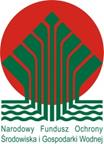 Narodowy Fundusz Ochrony
Środowiska i Gospodarki Wodnej